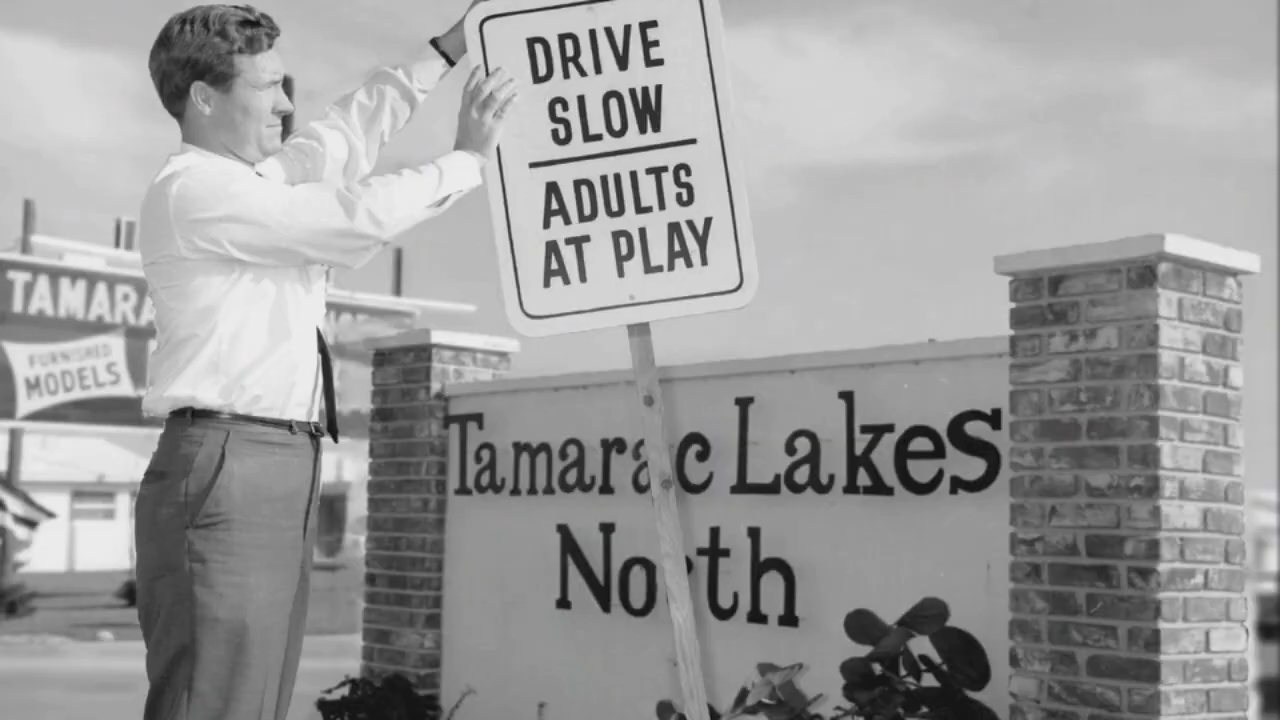 DRIVE
SLOW
ADULTS
AT PLAY
TAMARA
FURNISHED
MODELS
Tamarac Lakes
North